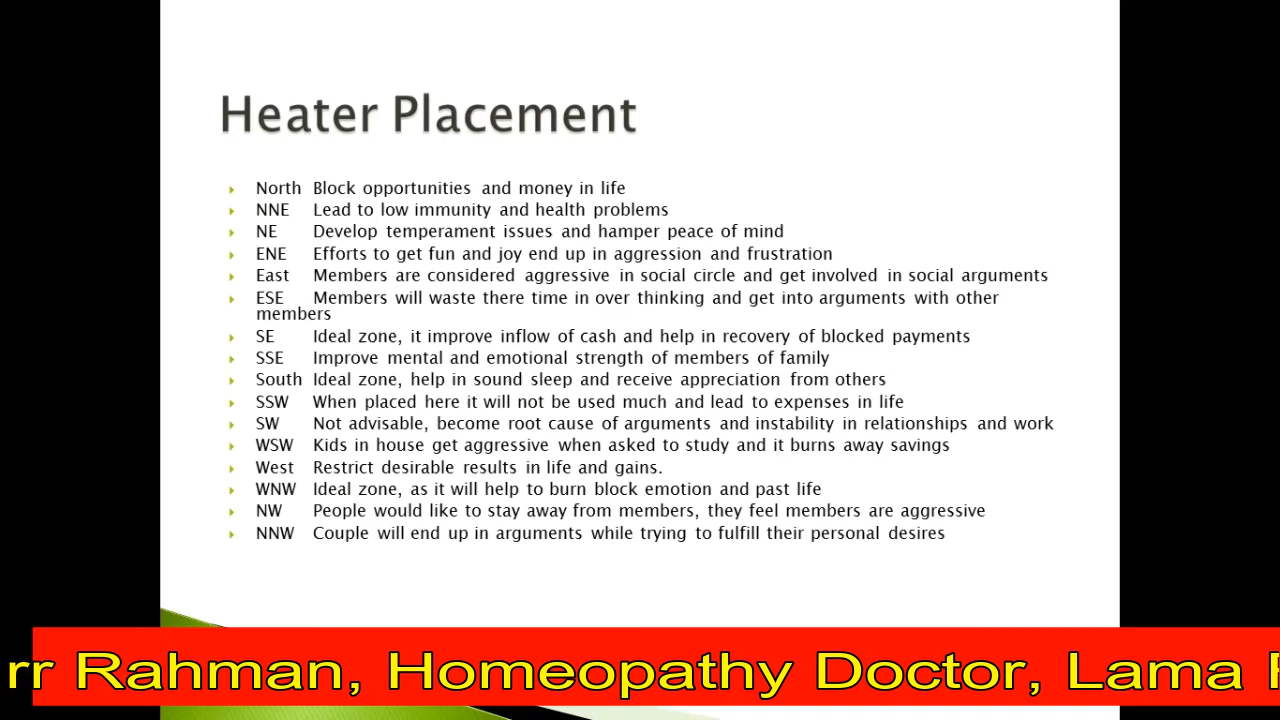 Heater Placement
North Block opportunities and money in life
NNE Lead to low immunity and health problems
NE Develop temperament issues and hamper peace of mind
ENE Efforts to get fun and joy end up in aggression and frustration
East Members are considered aggressive in social circle and get involved in social arguments
ESE Members will waste there time in over thinking and get into arguments with other
members
SE Ideal zone, it improve inflow of cash and help in recovery of blocked payments
SSE Improve mental and emotional strength of members of family
South Ideal zone, help in sound sleep and receive appreciation from others
SSW When placed here it will not be used much and lead to expenses in life
SW Not advisable, become root cause of arguments and instability in relationships and work
WSW Kids in house get aggressive when asked to study and it burns away savings
West Restrict desirable results in life and gains.
WNW Ideal zone, as it will help to burn block emotion and past life
NW People would like to stay away from members, they feel members are aggressive
NNW Couple will end up in arguments while trying to fulfill their personal desires
rr Rahman, Homeopathy Doctor, Lama